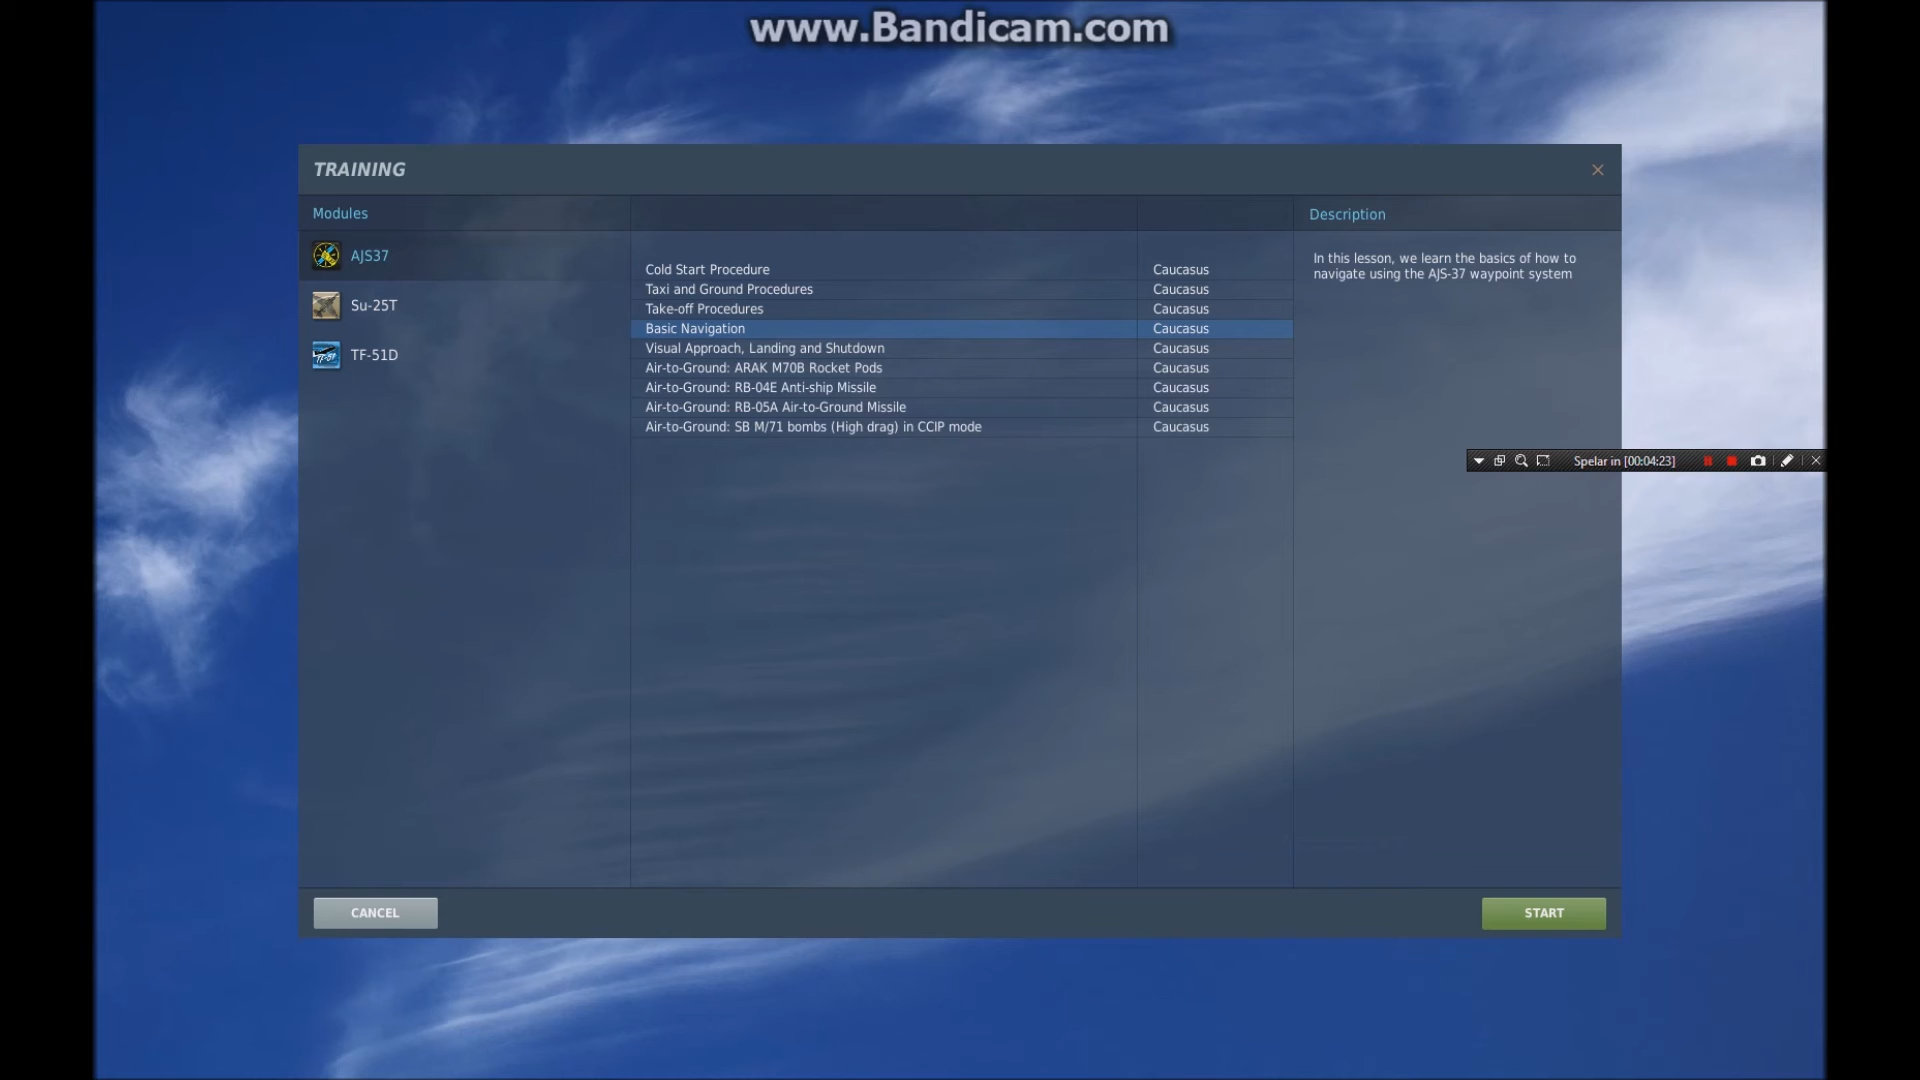 www.Bandicam.com
TRAINING
Modules
Description
AJS37
Su-25T
TF-51D
Cold Start Procedure Caucasus
Taxi and Ground Procedures Caucasus
Take-off Procedures Caucasus
Basic Navigation Caucasus
Visual Approach, Landing and Shutdown Caucasus
Air-to-Ground: ARAK M70B Rocket Pods Caucasus
Air-to-Ground: RB-04E Anti-ship Missile Caucasus
Air-to-Ground: RB-05A Air-to-Ground Missile Caucasus
Air-to-Ground: SB M/71 bombs (High drag) in CCIP mode Caucasus
In this lesson, we learn the basics of how to
navigate using the AJS-37 waypoint system
Spelar in [00:04:23]
CANCEL
START